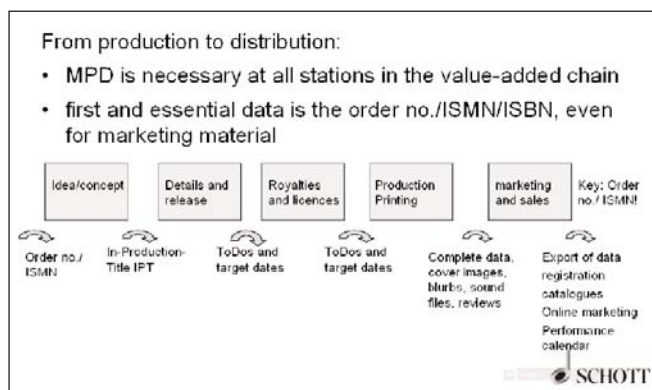 From production to distribution:
• MPD is necessary at all stations in the value-added chain
• first and essential data is the order no./ISMN/ISBN, even
for marketing material
Idea/concept
Details and
release
Royalties
and licences
Production
Printing
marketing
and sales
Key: Order
no./ ISMN!
Order no./
ISMN
In-Production-
Title IPT
ToDos and
target dates
ToDos and
target dates
Complete data,
cover images,
blurbs, sound
files, reviews
Export of data
registration
catalogues
Online marketing
Performance
calendar
SCHOTT